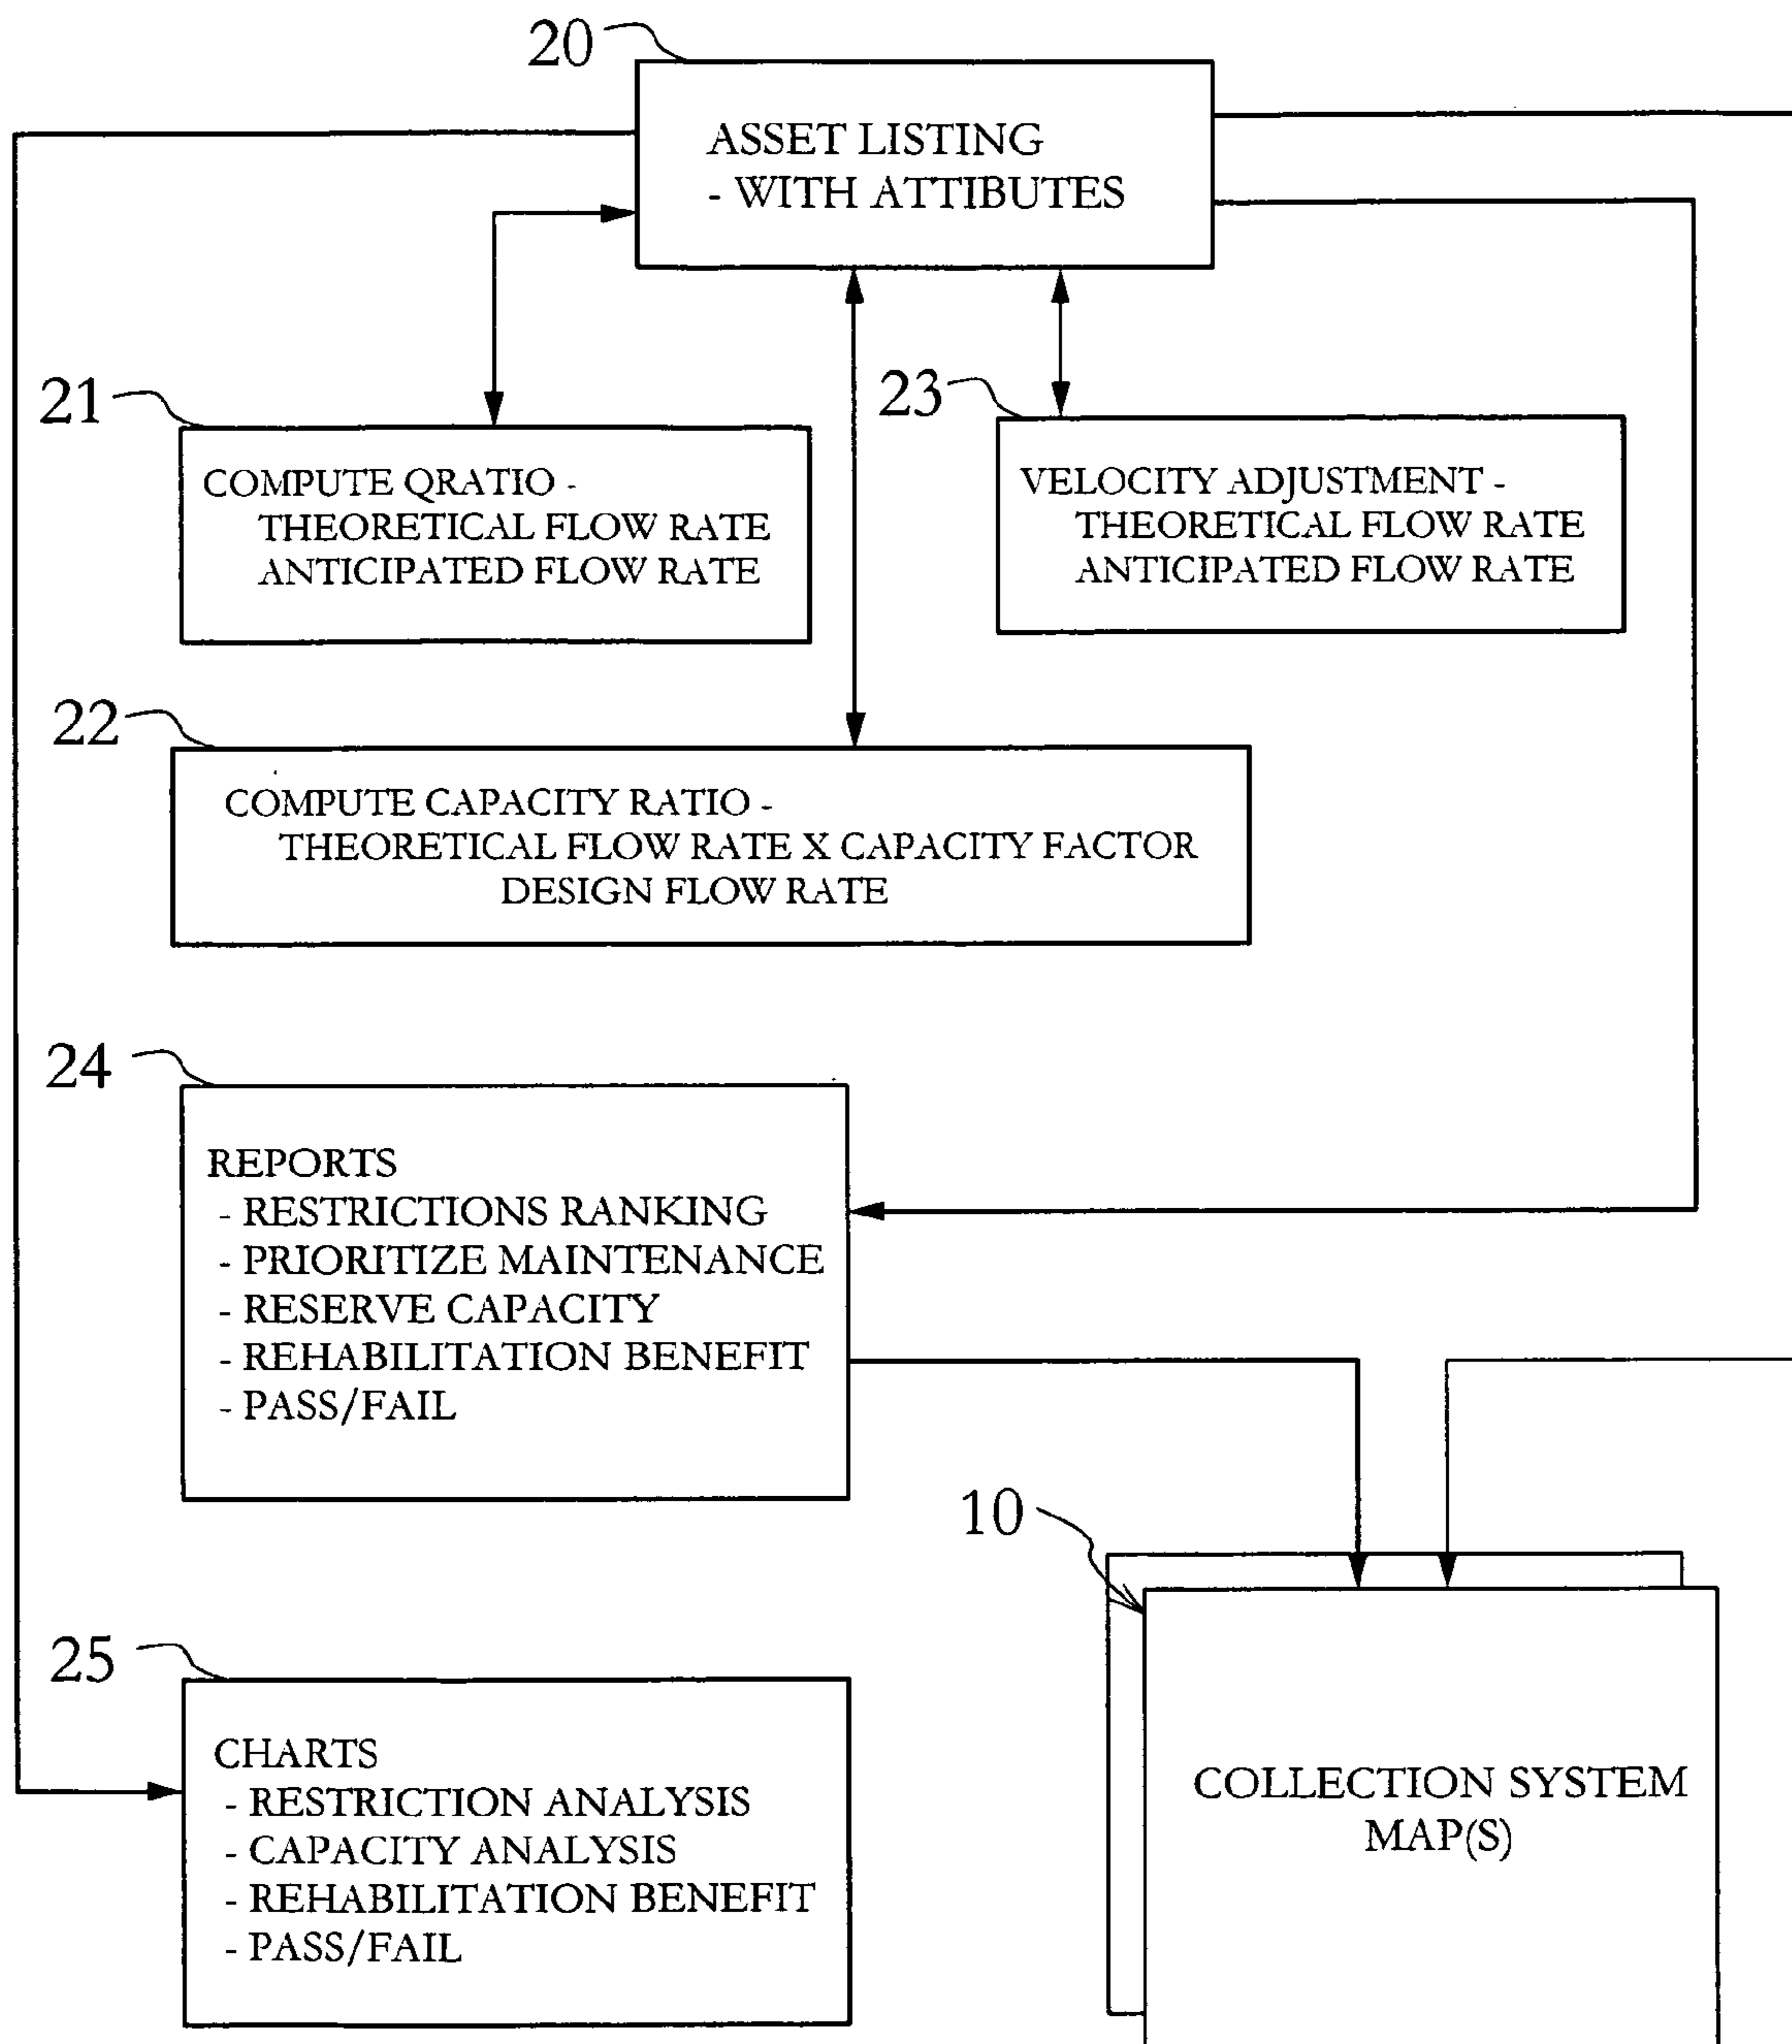 20
ASSET LISTING
- WITH ATTIBUTES
21
COMPUTE QRATIO -
THEORETICAL FLOW RATE
ANTICIPATED FLOW RATE
23
VELOCITY ADJUSTMENT -
THEORETICAL FLOW RATE
ANTICIPATED FLOW RATE
22
COMPUTE CAPACITY RATIO -
THEORETICAL FLOW RATE X CAPACITY FACTOR
DESIGN FLOW RATE
24
REPORTS
- RESTRICTIONS RANKING
- PRIORITIZE MAINTENANCE
- RESERVE CAPACITY
- REHABILITATION BENEFIT
- PASS/FAIL
10
COLLECTION SYSTEM
MAP(S)
25
CHARTS
- RESTRICTION ANALYSIS
- CAPACITY ANALYSIS
- REHABILITATION BENEFIT
- PASS/FAIL